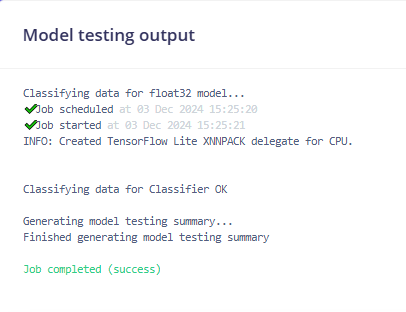 Model testing output
Classifying data for float32 model...
Job scheduled at 03 Dec 2024 15:25:20
Job started at 03 Dec 2024 15:25:21
INFO: Created TensorFlow Lite XNNPACK delegate for CPU.
Classifying data for Classifier OK
Generating model testing summary...
Finished generating model testing summary
Job completed (success)